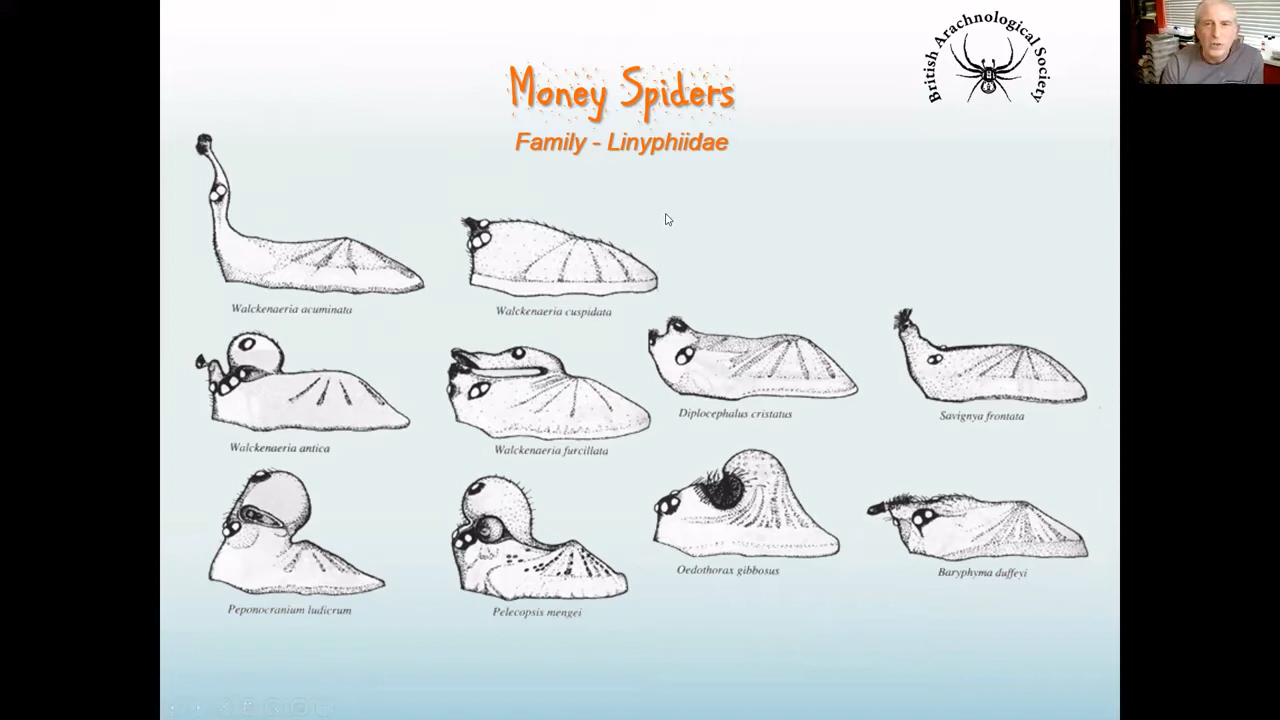 British Arachnological Society
Money Spiders
Family - Linyphiidae
Walckenaeria acuminata
Walckenaeria cuspidata
Diplocephalus cristatus
Savignya frontata
Walckenaeria antica
Walckenaeria furcillata
Oedothorax gibbosus
Baryphyma duffeyi
Peponocranium ludicrum
Pelecopsis mengei